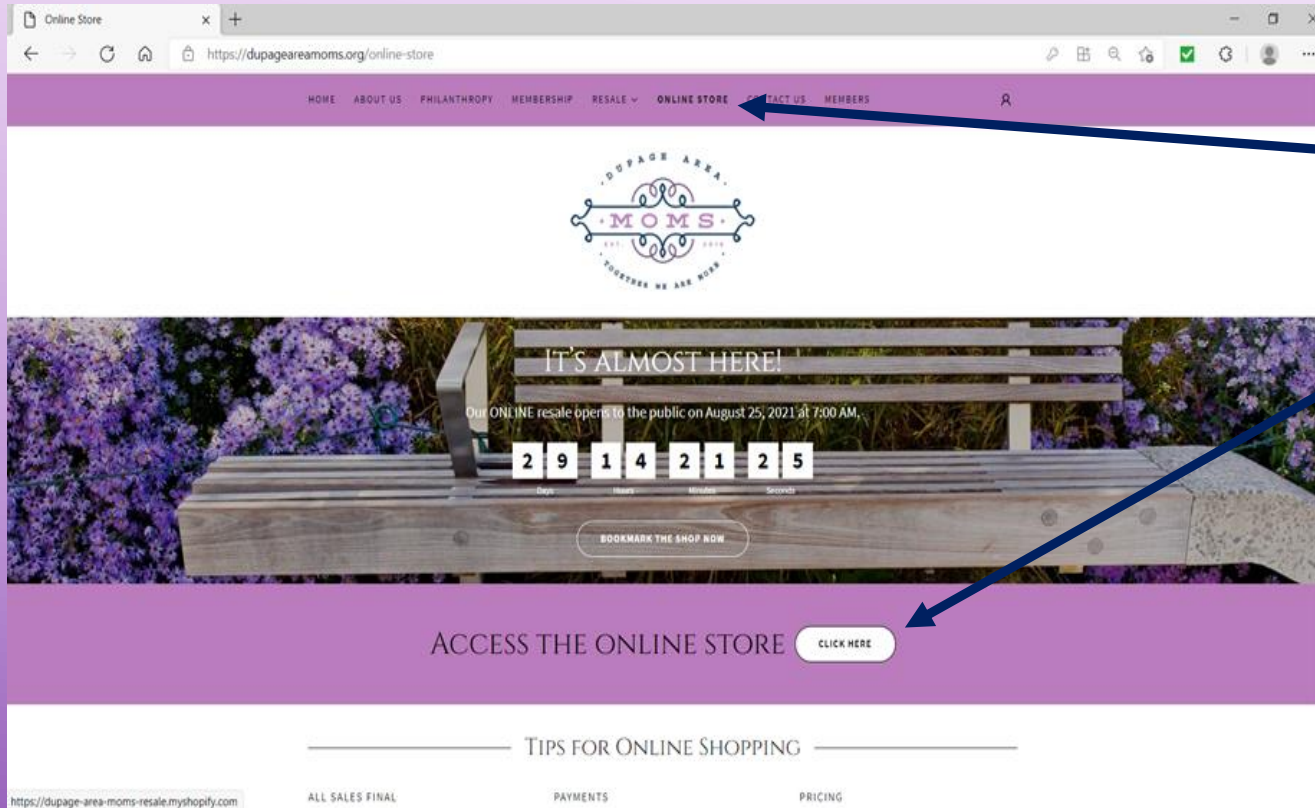 Online Store
https://dupageareamoms.org/online-store
HOME ABOUT US PHILANTHROPY MEMBERSHIP RESALE ONLINE STORE CONTACT US MEMBERS
· DUPAGE AREA ·
· MOMS ·
EST. 2018
· TOGETHER WE ARE MORE ·
IT'S ALMOST HERE!
Our ONLINE resale opens to the public on August 25, 2021 at 7:00 AM.
2 9 1 4 2 1 2 5
Days Hours Minutes Seconds
BOOKMARK THE SHOP NOW
ACCESS THE ONLINE STORE CLICK HERE
TIPS FOR ONLINE SHOPPING
ALL SALES FINAL PAYMENTS PRICING
https://dupage-area-moms-resale.myshopify.com